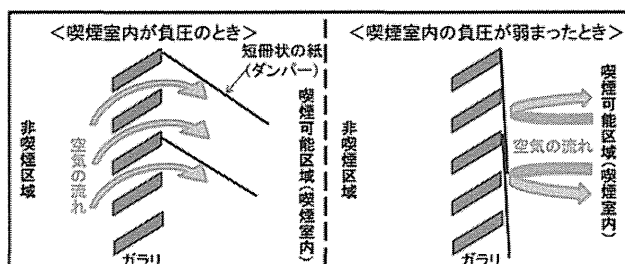 <喫煙室内が負圧のとき>
短冊状の紙
(ダンパー)
非喫煙区域
空気の流れ
喫煙可能区域(喫煙室内)
ガラリ
<喫煙室内の負圧が弱まったとき>
非喫煙区域
空気の流れ
喫煙可能区域(喫煙室内)
ガラリ